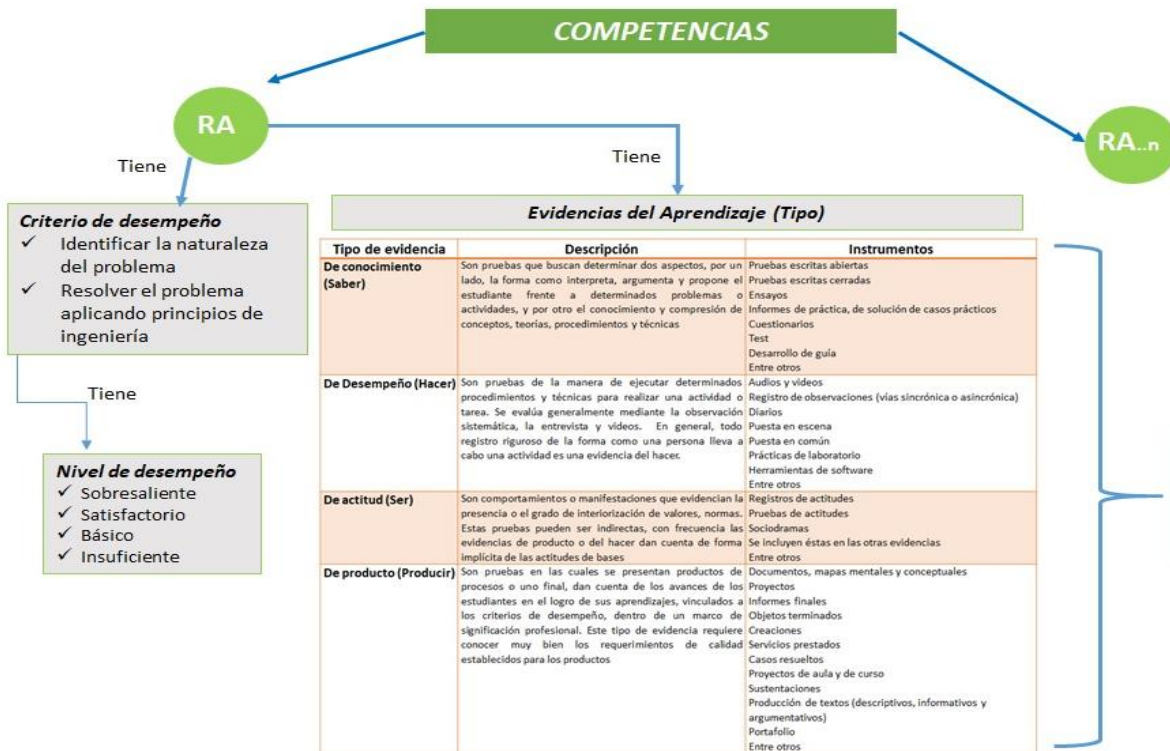 COMPETENCIAS
RA
RA..n
Tiene
Tiene
Criterio de desempeño
✓ Identificar la naturaleza
del problema
✓ Resolver el problema
aplicando principios de
ingeniería
Tiene
Nivel de desempeño
✓ Sobresaliente
✓ Satisfactorio
✓ Básico
✓ Insuficiente
Evidencias del Aprendizaje (Tipo)
Tipo de evidencia
Descripción
Instrumentos
De conocimiento
(Saber)
Son pruebas que buscan determinar dos aspectos, por un
lado, la forma como interpreta, argumenta y propone el
estudiante frente a determinados problemas o
actividades, y por otro el conocimiento y compresión de
conceptos, teorías, procedimientos y técnicas
Pruebas escritas abiertas
Pruebas escritas cerradas
Ensayos
Informes de práctica, de solución de casos prácticos
Cuestionarios
Test
Desarrollo de guía
Entre otros
De Desempeño (Hacer)
Son pruebas de la manera de ejecutar determinados
procedimientos y técnicas para realizar una actividad o
tarea. Se evalúa generalmente mediante la observación
sistemática, la entrevista y videos. En general, todo
registro riguroso de la forma como una persona lleva a
cabo una actividad es una evidencia del hacer.
Audios y videos
Registro de observaciones (vías sincrónica o asincrónica)
Diarios
Puesta en escena
Puesta en común
Prácticas de laboratorio
Herramientas de software
Entre otros
De actitud (Ser)
Son comportamientos o manifestaciones que evidencian la
presencia o el grado de interiorización de valores, normas.
Estas pruebas pueden ser indirectas, con frecuencia las
evidencias de producto o del hacer dan cuenta de forma
implícita de las actitudes de bases
Registros de actitudes
Pruebas de actitudes
Sociodramas
Se incluyen éstas en las otras evidencias
Entre otros
De producto (Producir)
Son pruebas en las cuales se presentan productos de
procesos o uno final, dan cuenta de los avances de los
estudiantes en el logro de sus aprendizajes, vinculados a
los criterios de desempeño, dentro de un marco de
significación profesional. Este tipo de evidencia requiere
conocer muy bien los requerimientos de calidad
establecidos para los productos
Documentos, mapas mentales y conceptuales
Proyectos
Informes finales
Objetos terminados
Creaciones
Servicios prestados
Casos resueltos
Proyectos de aula y de curso
Sustentaciones
Producción de textos (descriptivos, informativos y
argumentativos)
Portafolio
Entre otros